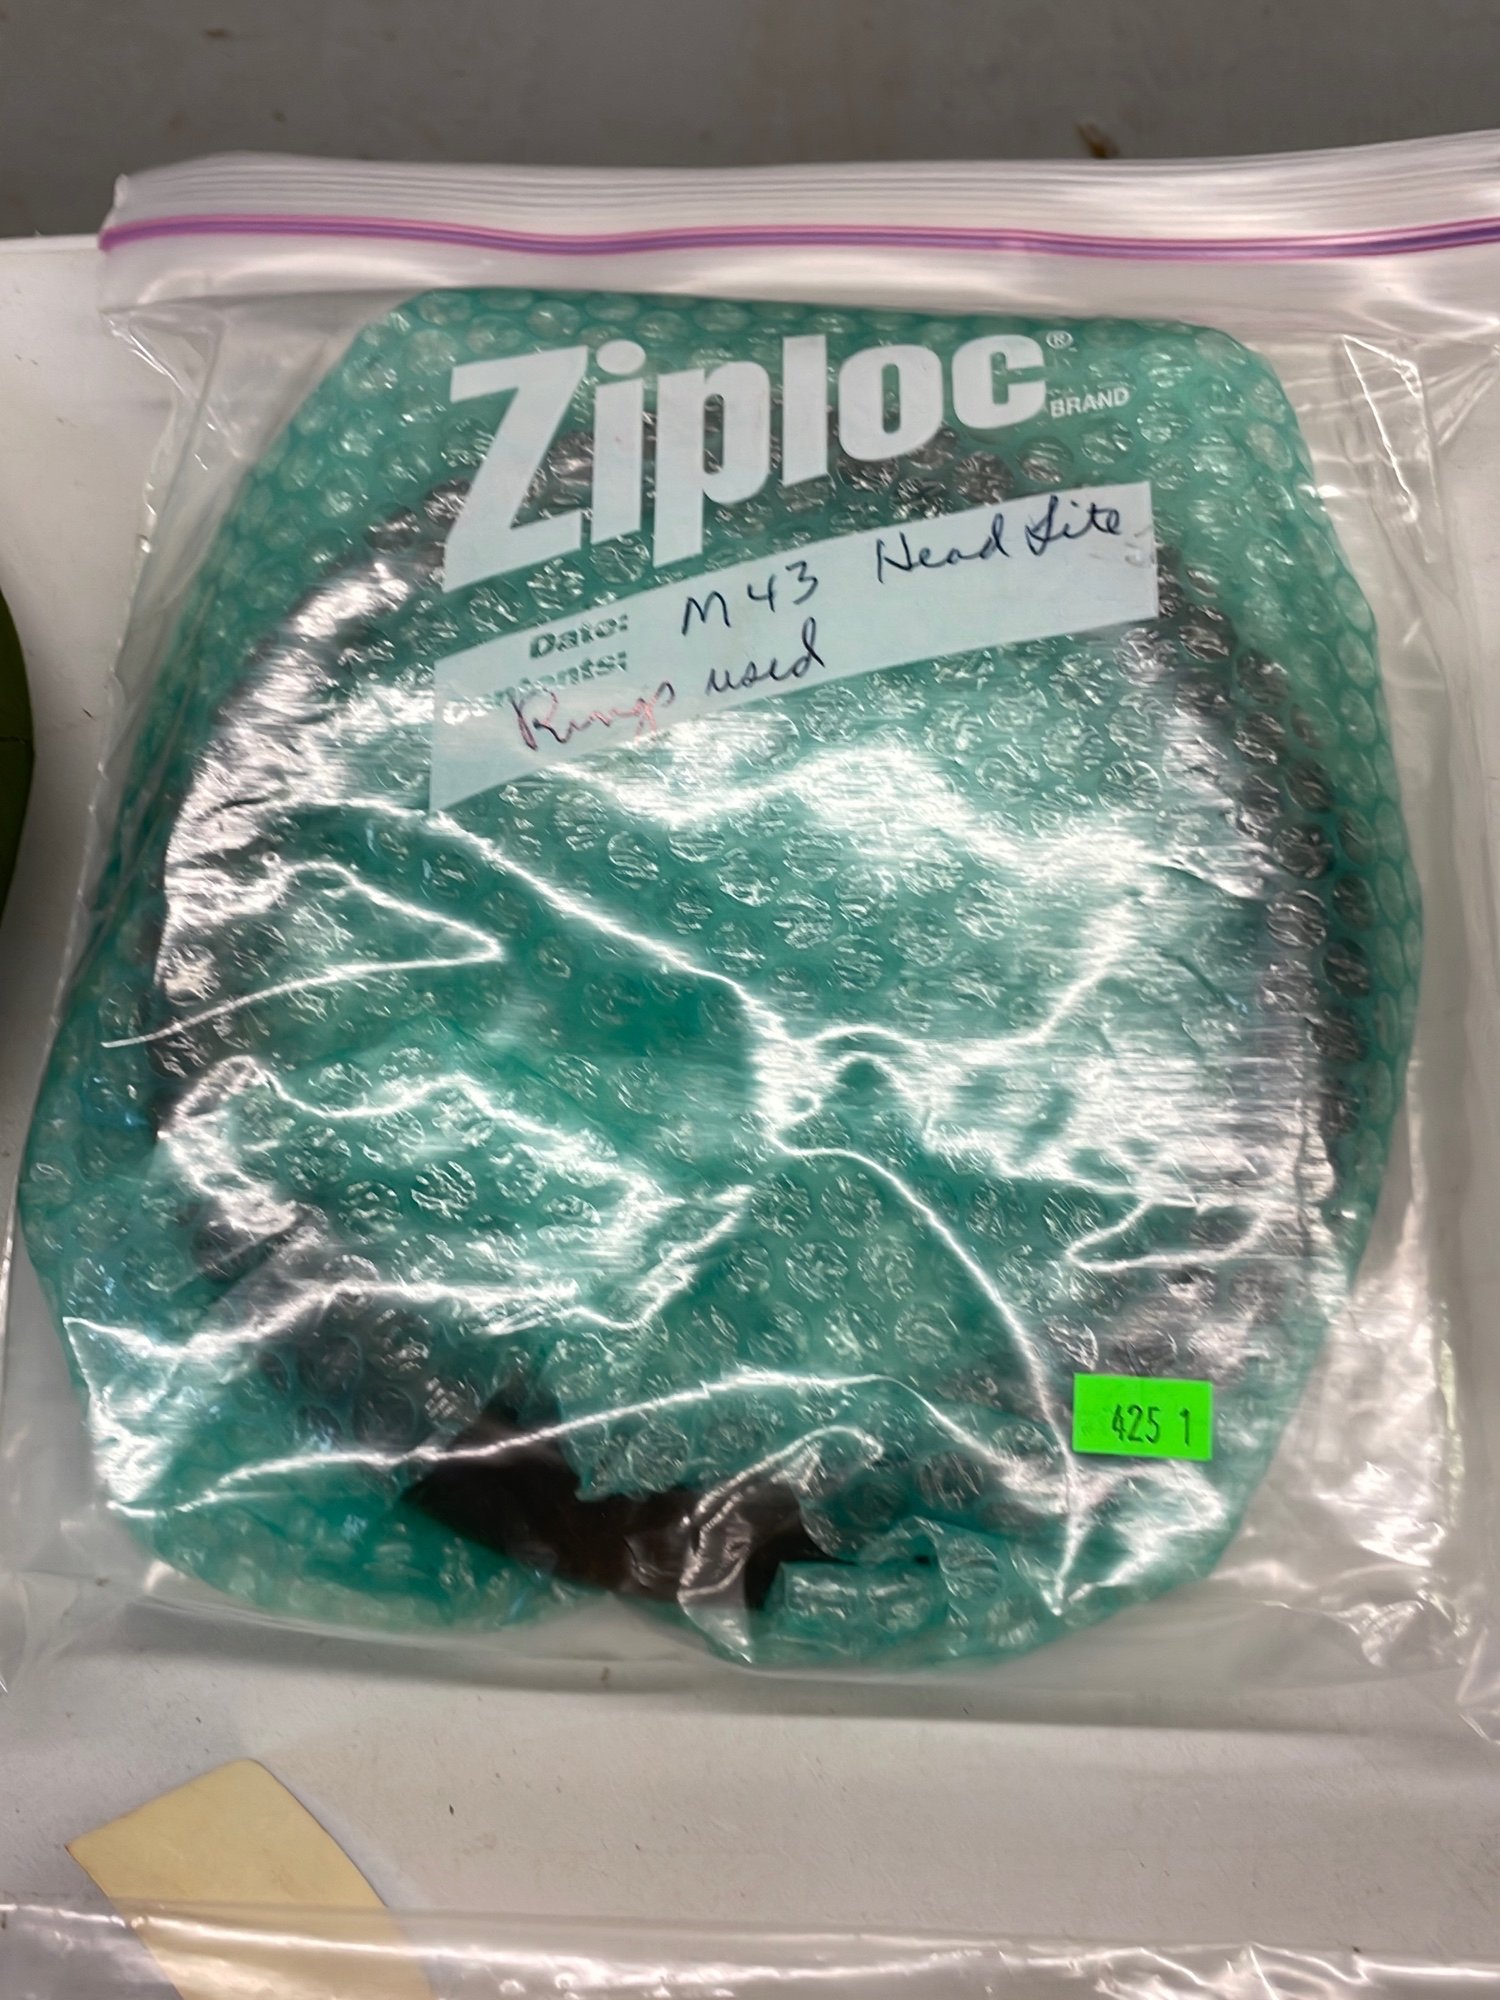 Ziploc®
BRAND
Date: M43 Head Lite
Contents: Rings used
425 1